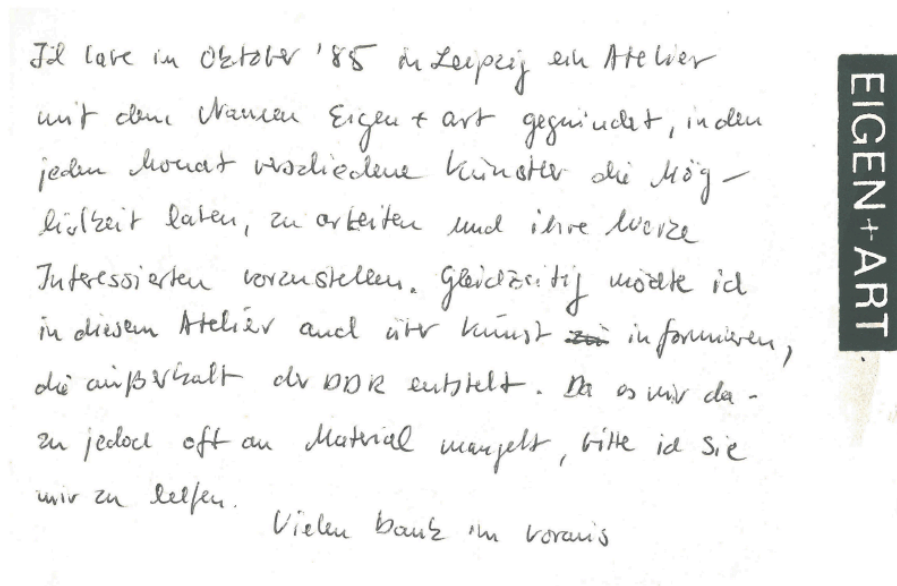 Ich habe im Oktober '85 in Leipzig ein Atelier
mit dem Namen Eigen + art gegründet, in dem
jeden Monat verschiedene Künstler die Mög-
lichkeit haben, zu arbeiten und ihre Werke
Interessierten vorzustellen. Gleichzeitig möchte ich
in diesem Atelier auch über Kunst informieren,
die außerhalb der DDR entsteht. Da es mir da-
zu jedoch oft an Material mangelt, bitte ich Sie
mir zu helfen.
Vielen Dank im voraus
EIGEN+ART